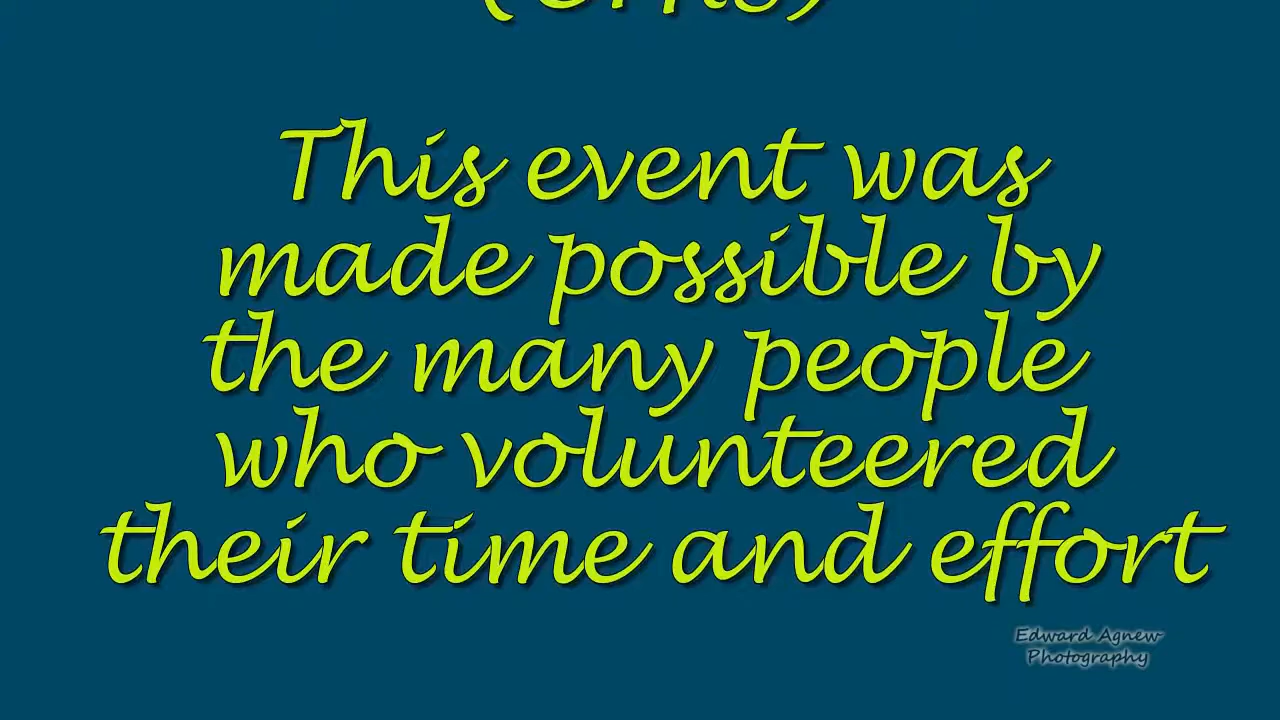 This event was
made possible by
the many people
who volunteered
their time and effort
Edward Agnew
Photography